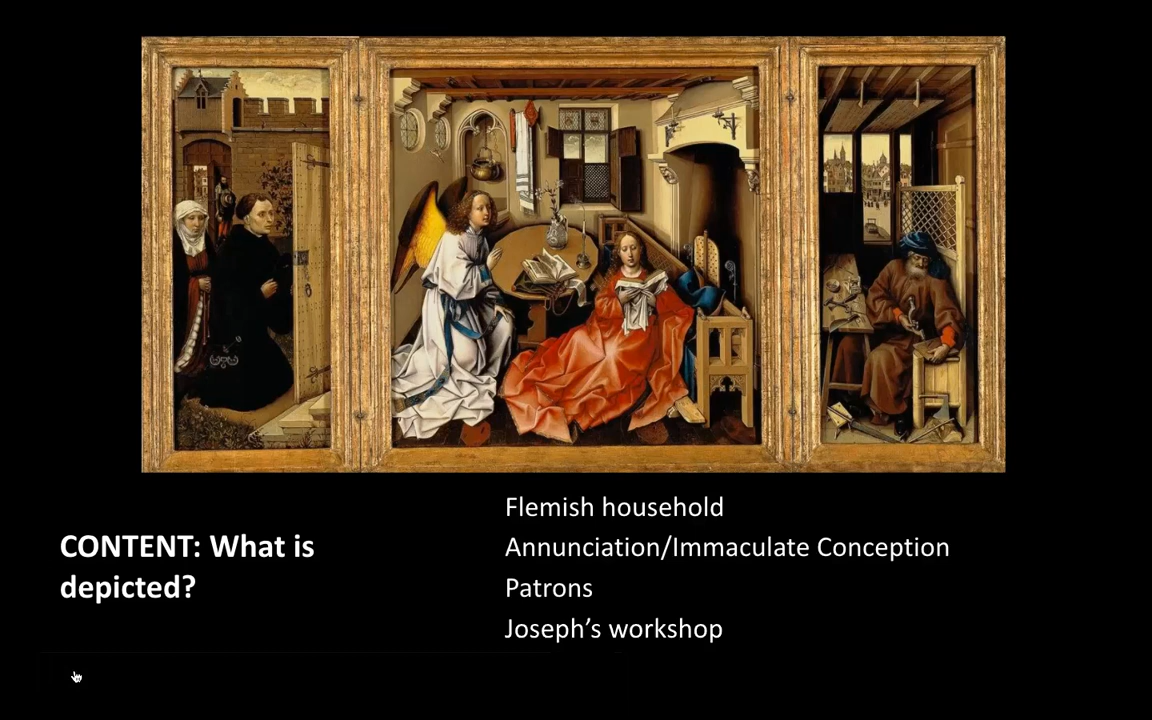 CONTENT: What is
depicted?
Flemish household
Annunciation/Immaculate Conception
Patrons
Joseph’s workshop